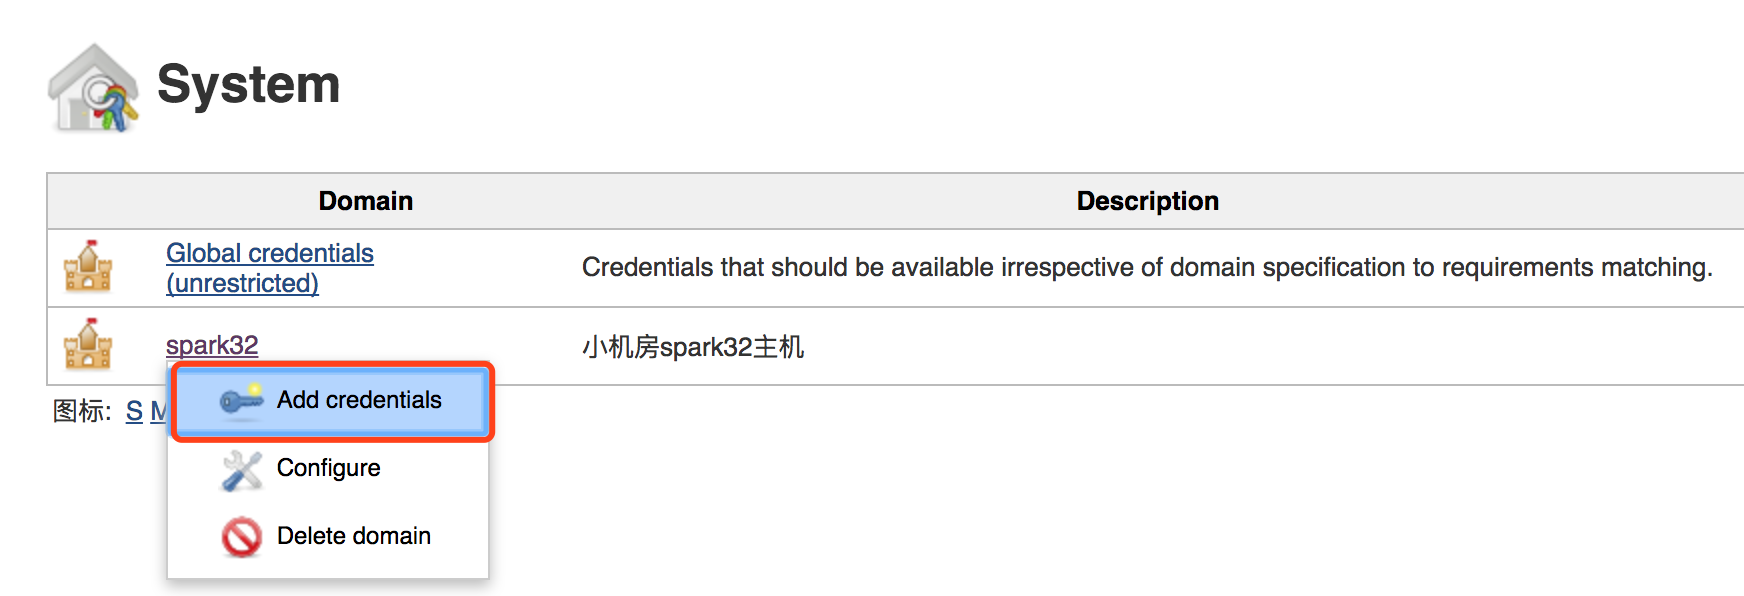 System
Domain
Description
Global credentials
(unrestricted)
Credentials that should be available irrespective of domain specification to requirements matching.
spark32
小机房spark32主机
图标: S M
Add credentials
Configure
Delete domain